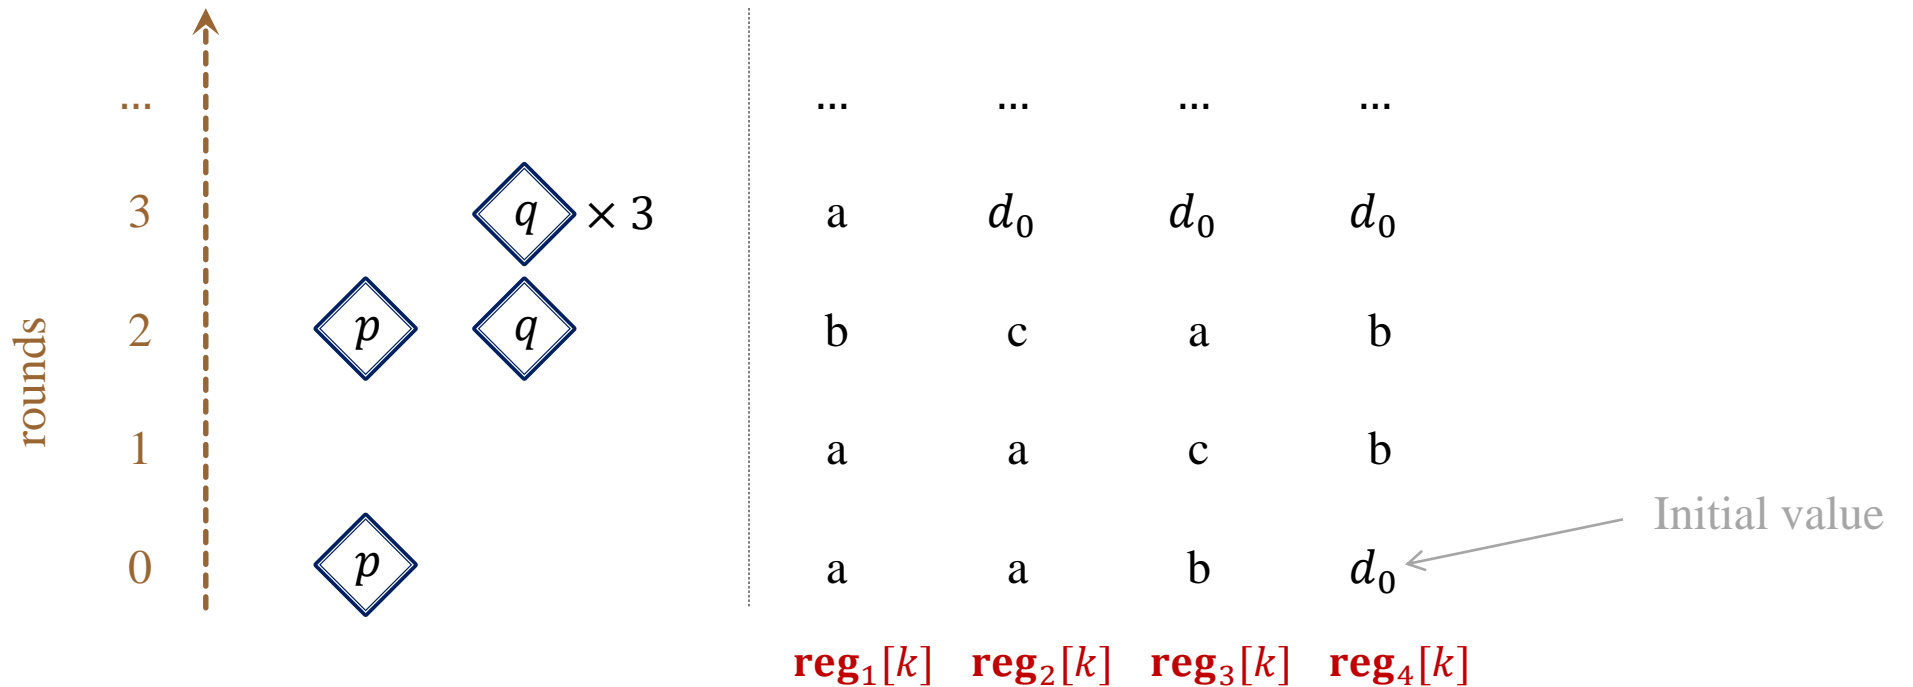 ... ... ... ... ...
3 q × 3 a d₀ d₀ d₀
2 p q b c a b
rounds
1 a a c b
Initial value
0 p a a b d₀
reg₁[k] reg₂[k] reg₃[k] reg₄[k]